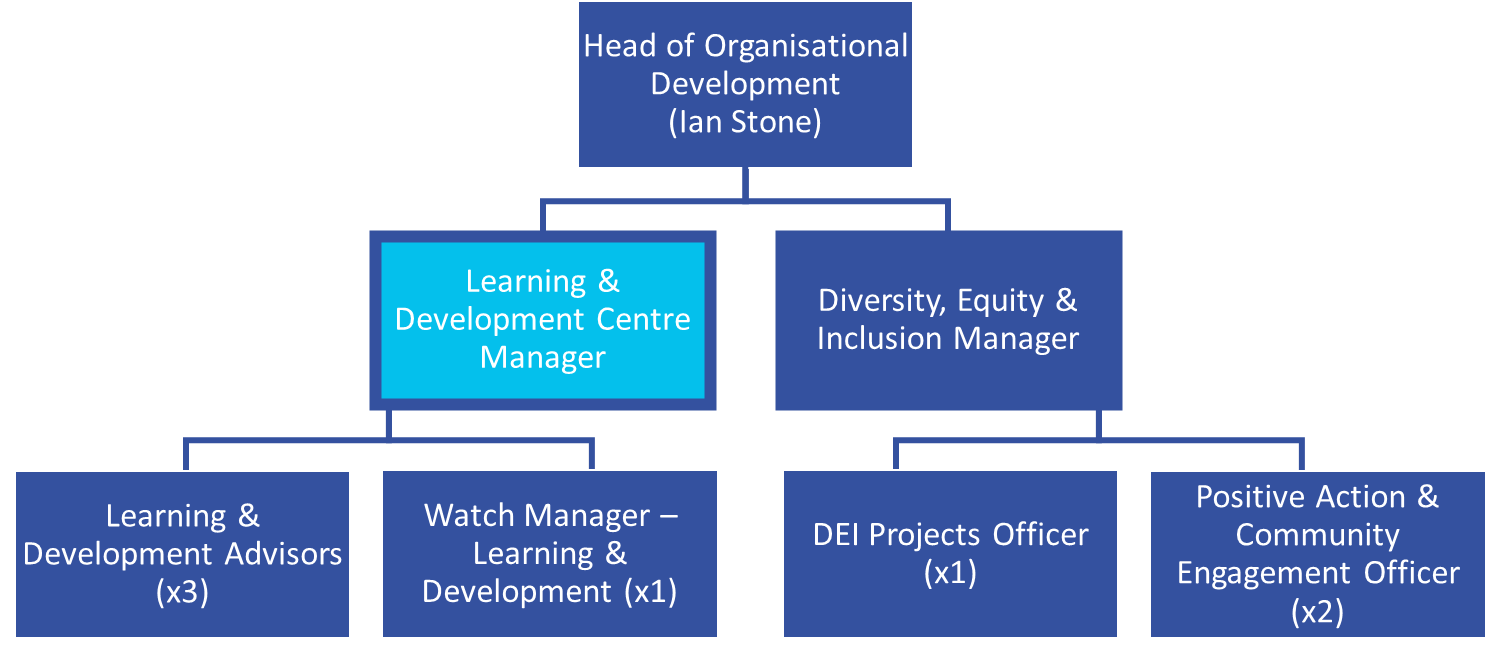 Head of Organisational
Development
(Ian Stone)
Learning &
Development Centre
Manager
Diversity, Equity &
Inclusion Manager
Learning &
Development Advisors
(x3)
Watch Manager –
Learning &
Development (x1)
DEI Projects Officer
(x1)
Positive Action &
Community
Engagement Officer
(x2)